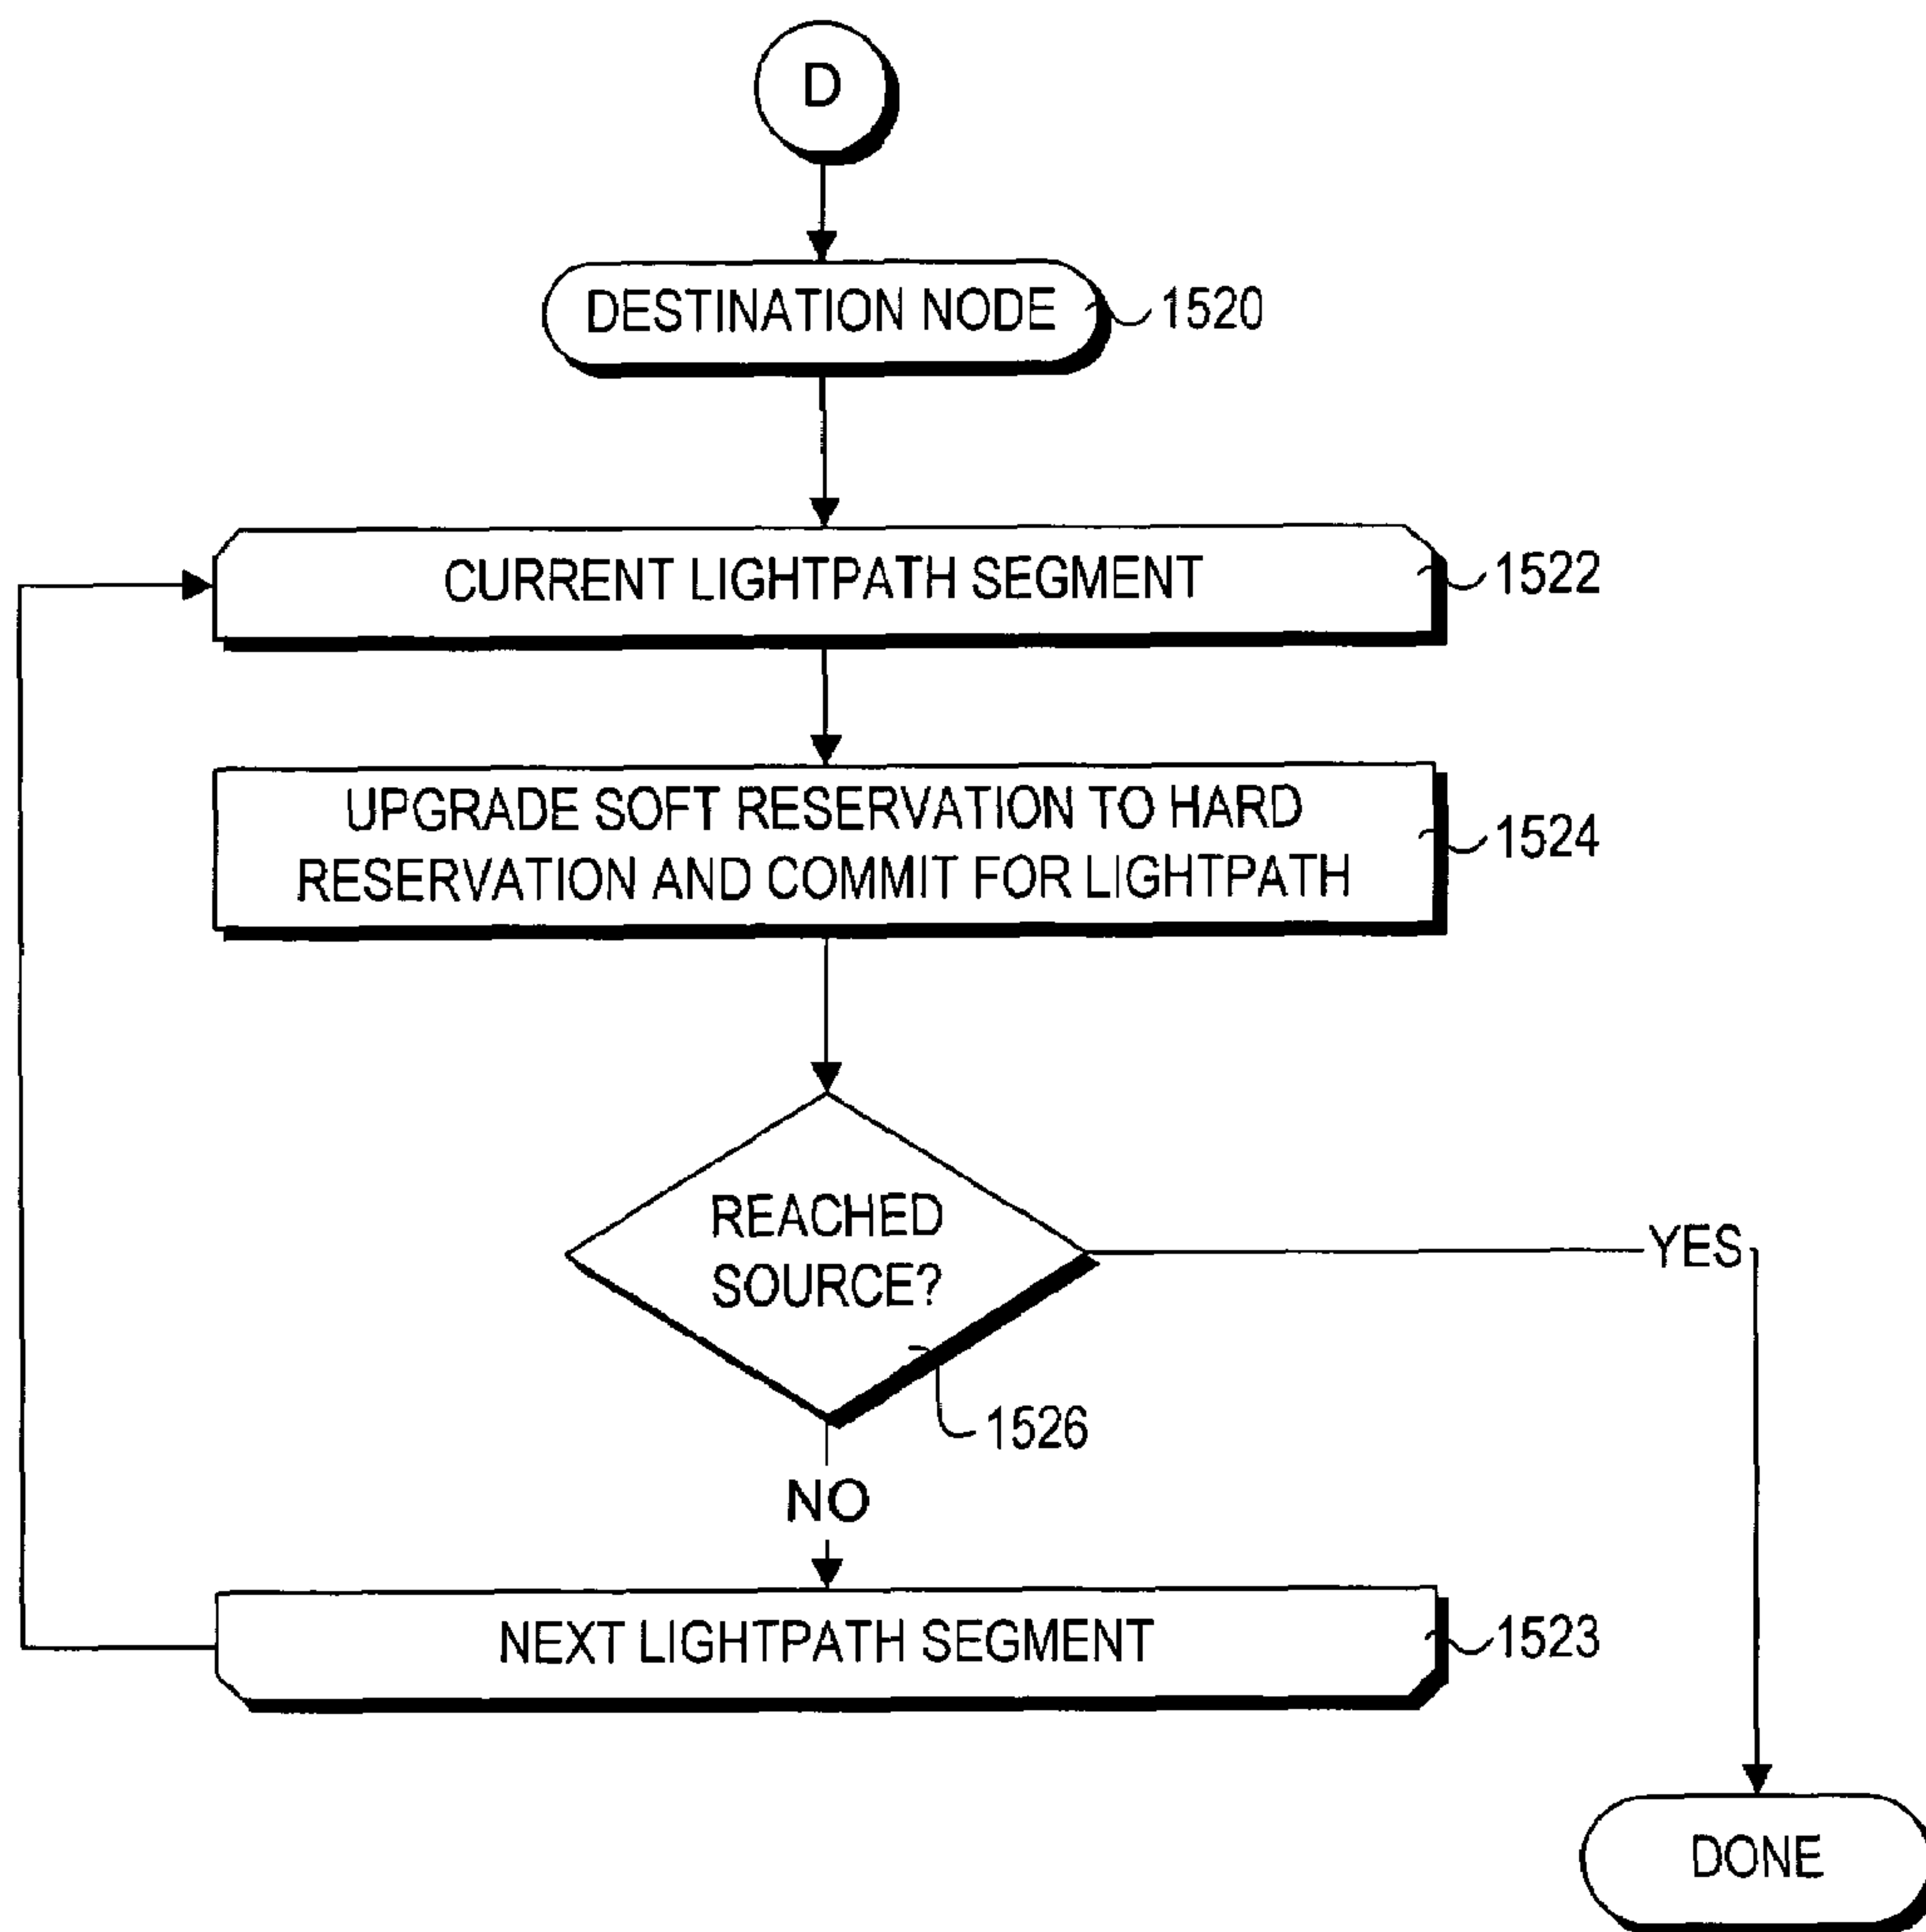 D
DESTINATION NODE
1520
CURRENT LIGHTPATH SEGMENT
1522
UPGRADE SOFT RESERVATION TO HARD
RESERVATION AND COMMIT FOR LIGHTPATH
1524
REACHED
SOURCE?
YES
1526
NO
NEXT LIGHTPATH SEGMENT
1523
DONE